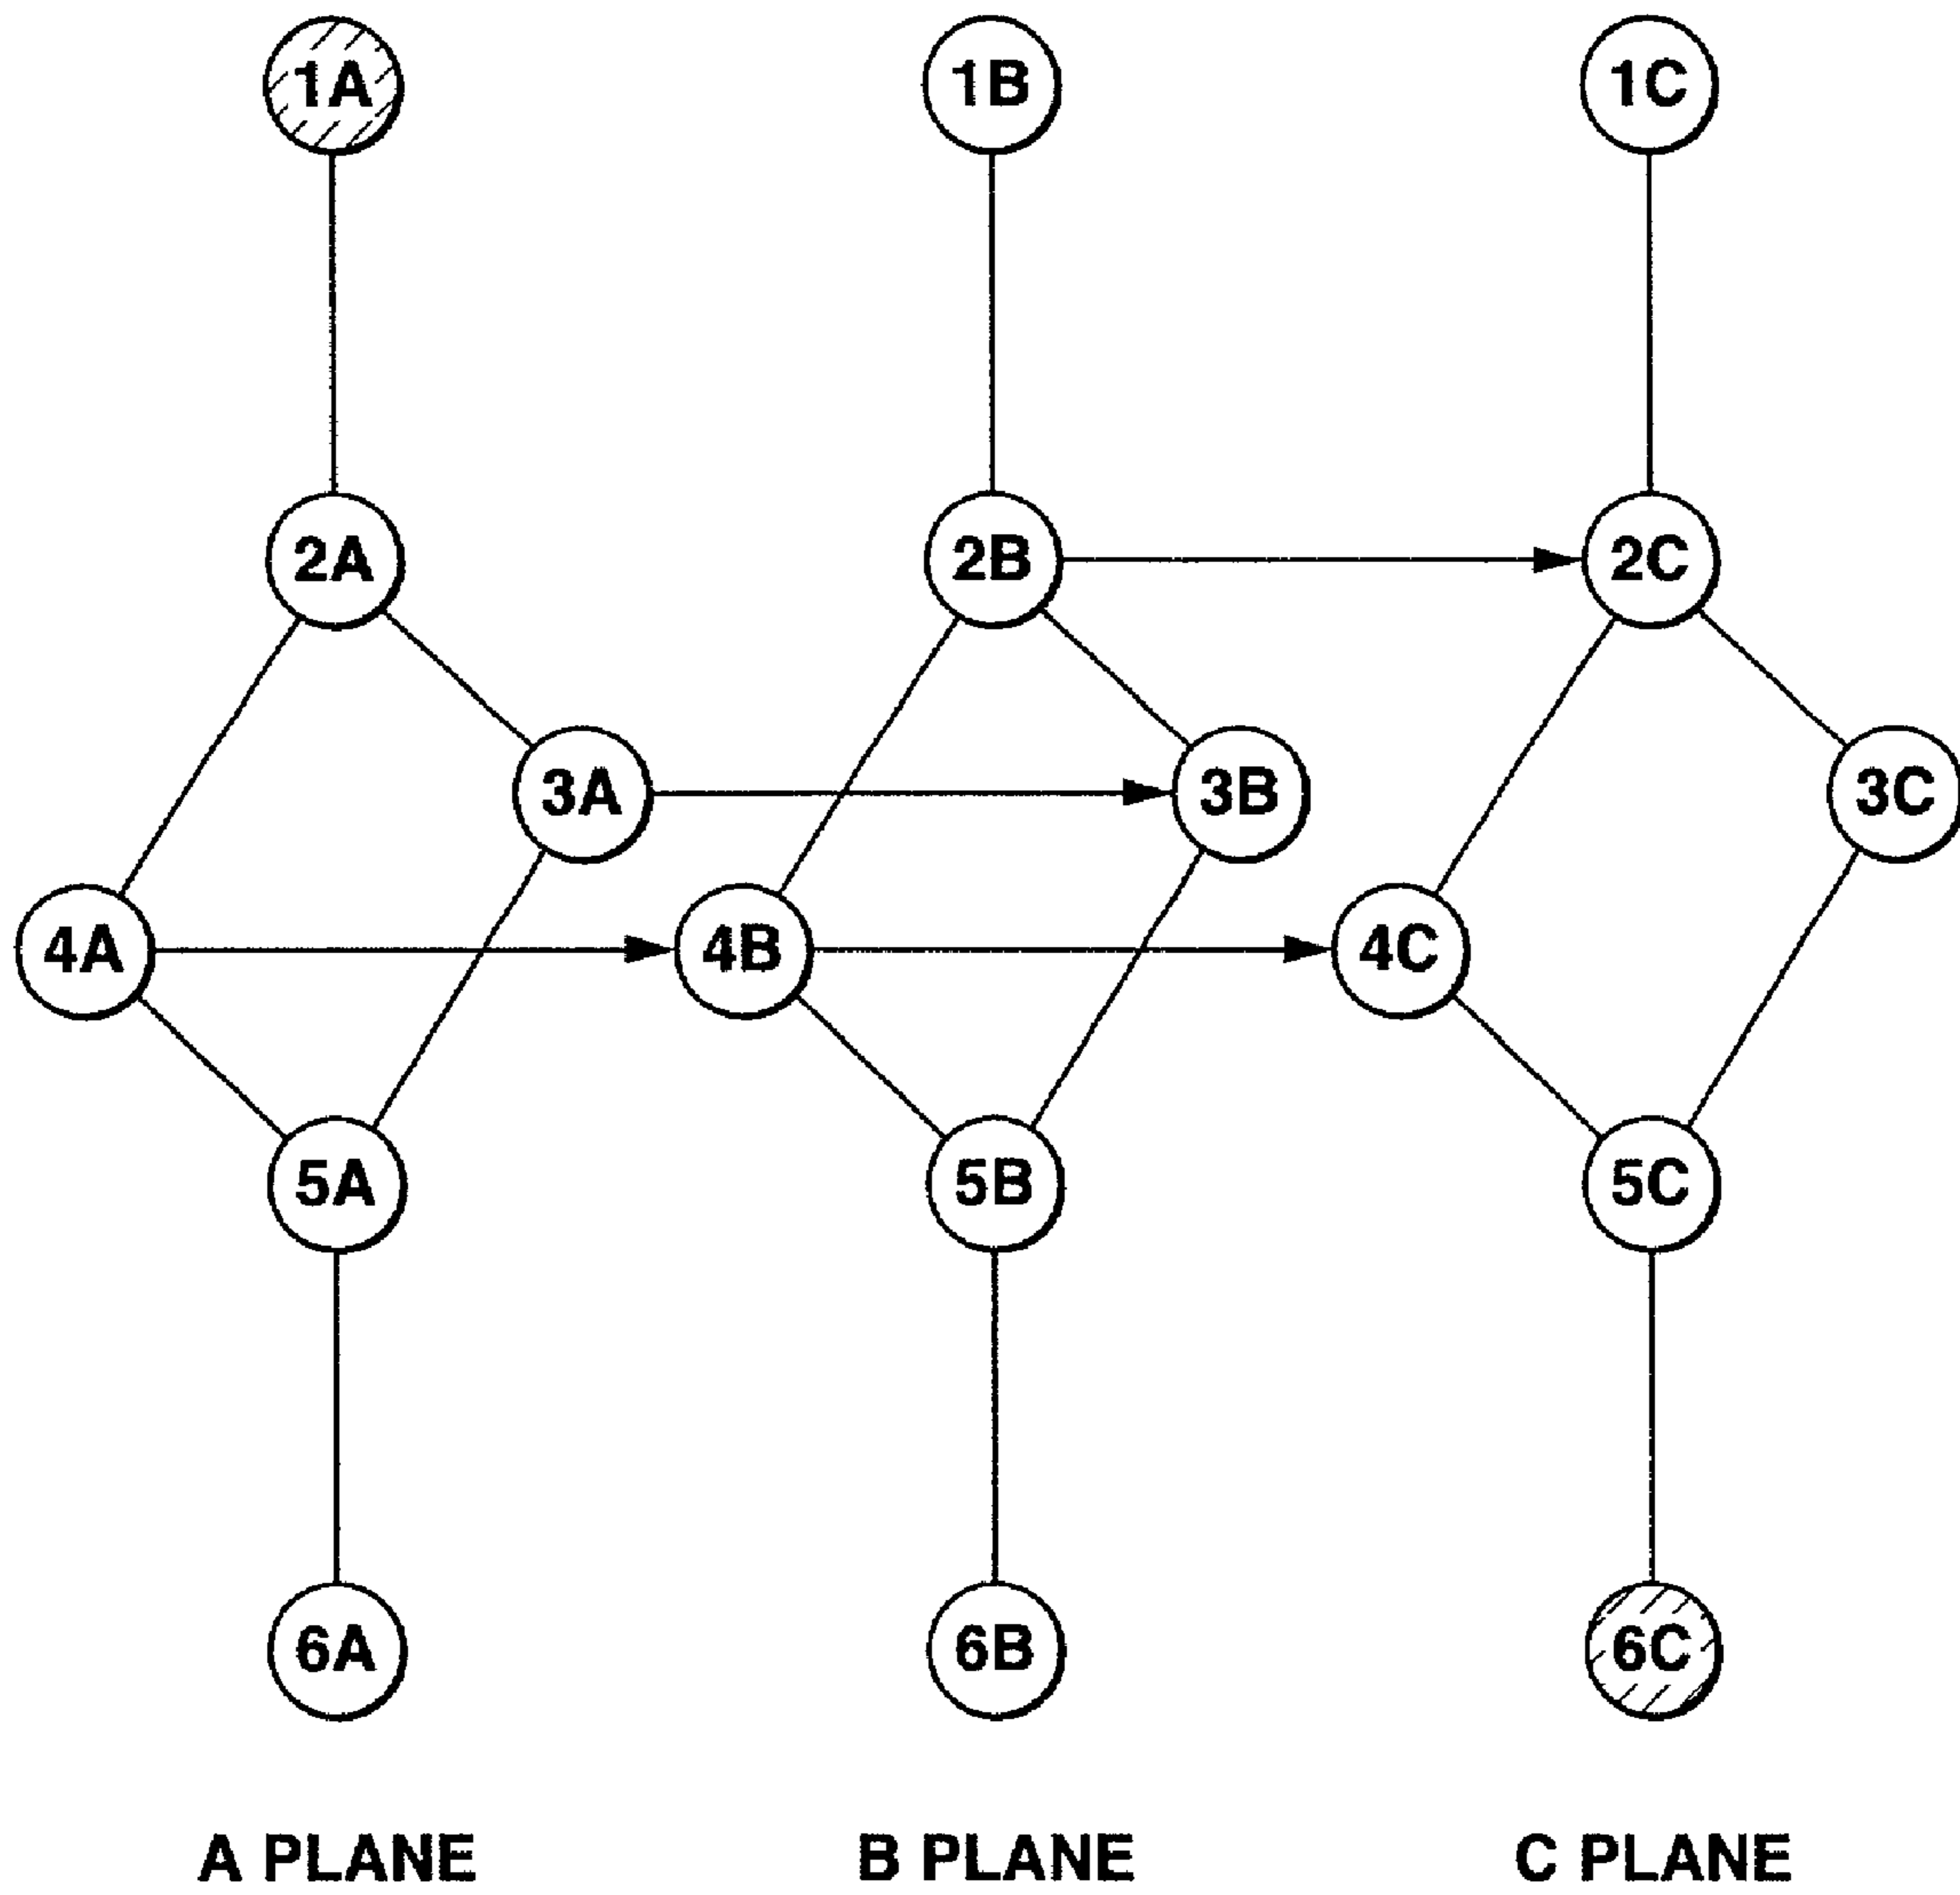 1A 1B 1C
2A 2B 2C
3A 3B 3C
4A 4B 4C
5A 5B 5C
6A 6B 6C
A PLANE B PLANE C PLANE